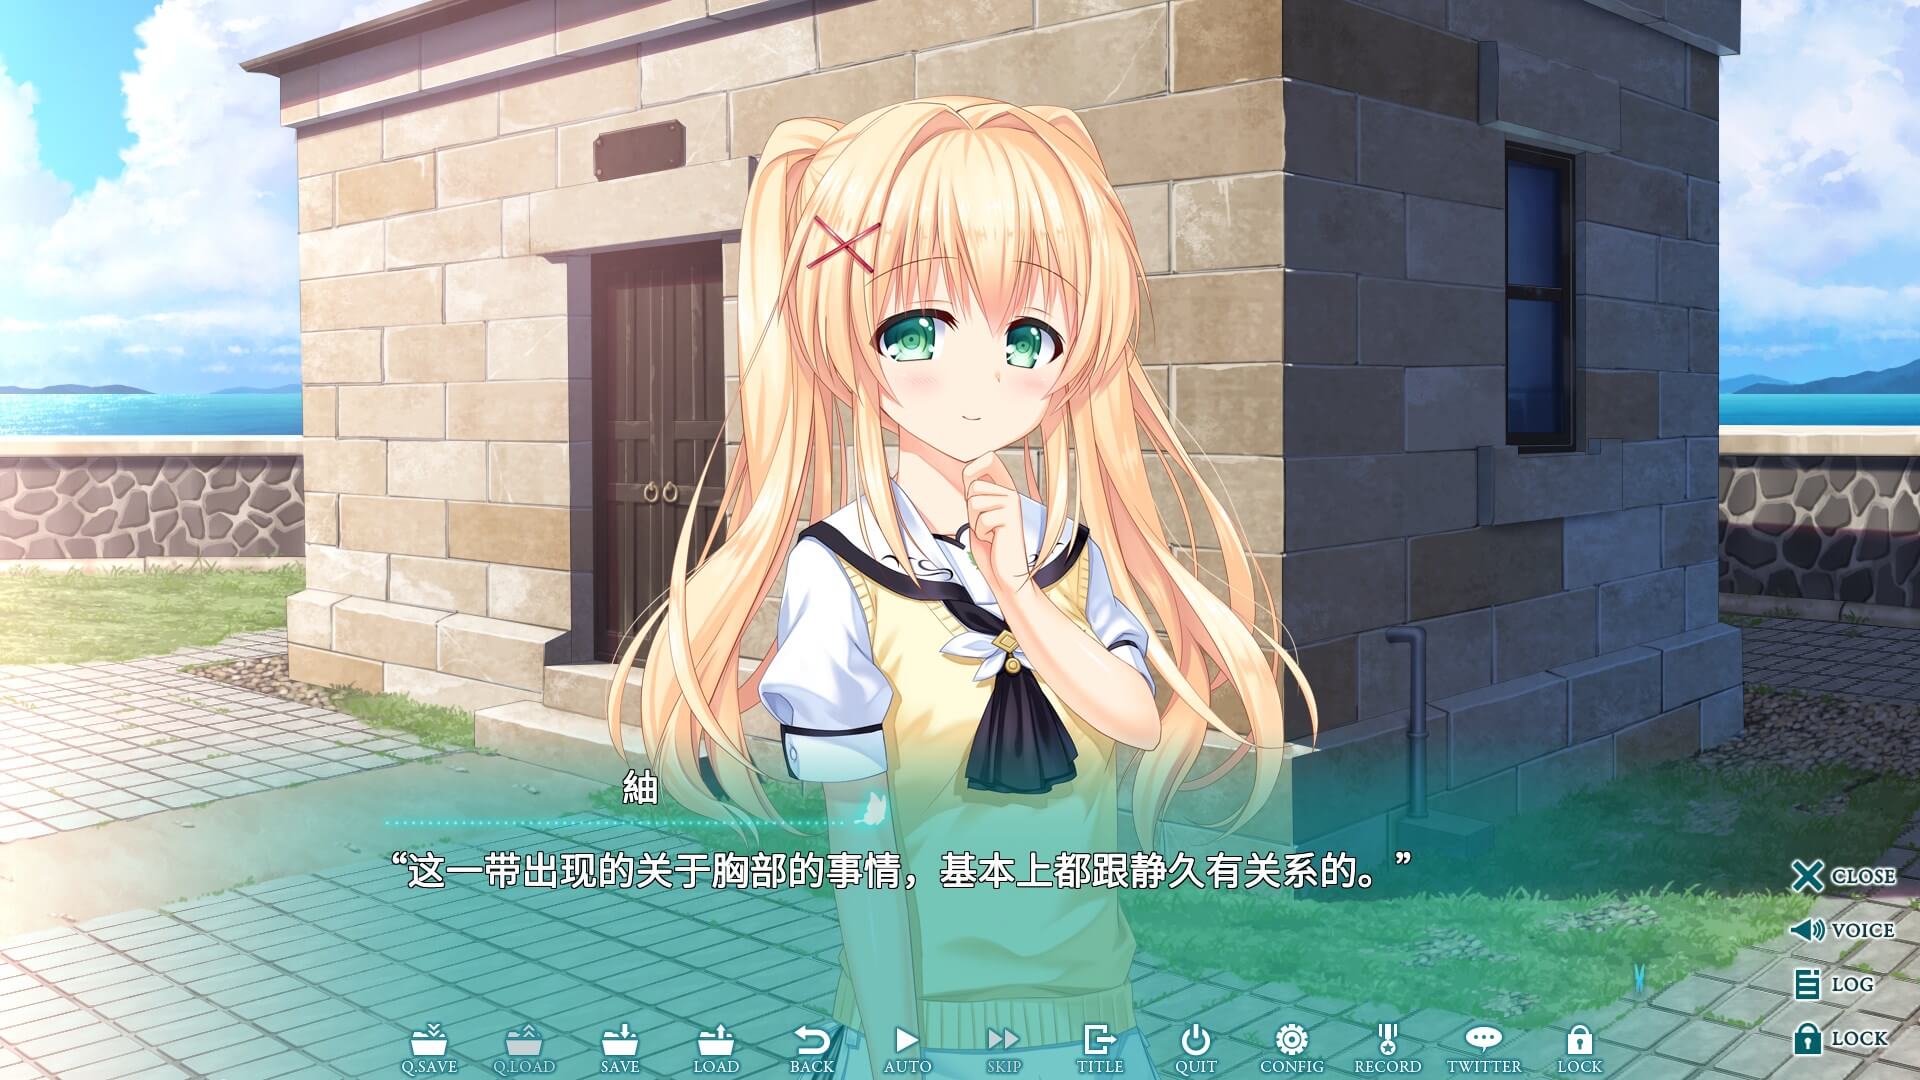 紬
“这一带出现的关于胸部的事情，基本上都跟静久有关系的。”
CLOSE
VOICE
LOG
LOCK
Q.SAVE Q.LOAD SAVE LOAD BACK AUTO SKIP TITLE QUIT CONFIG RECORD TWITTER LOCK